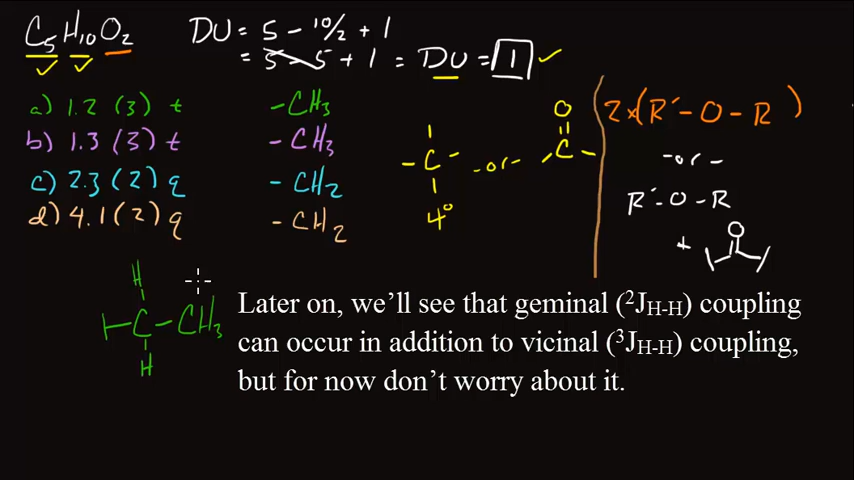 C5H10O2 DU = 5 - 10/2 + 1
= 5 - 5 + 1 = DU = 1
a) 1.2 (3) t -CH3
b) 1.3 (3) t -CH3
c) 2.3 (2) q -CH2
d) 4.1 (2) q -CH2
O
- C - -or- C
4°
2x(R'-O-R)
-or-
R'-O-R
+ O
H
C - CH3
H
Later on, we'll see that geminal (²JH-H) coupling
can occur in addition to vicinal (³JH-H) coupling,
but for now don't worry about it.